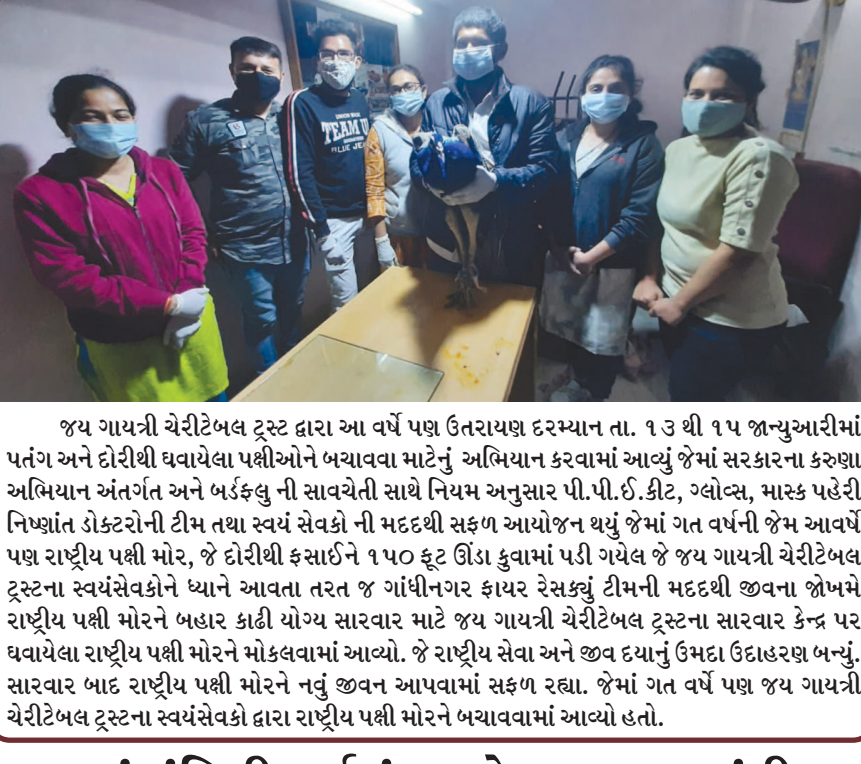 TEAM U
BLUE JEA
જય ગાયત્રી ચેરીટેબલ ટ્રસ્ટ દ્વારા આ વર્ષે પણ ઉતરાયણ દરમ્યાન તા. ૧૩ થી ૧૫ જાન્યુઆરીમાં
પતંગ અને દોરીથી ઘવાયેલા પક્ષીઓને બચાવવા માટેનું અભિયાન કરવામાં આવ્યું જેમાં સરકારના કરુણા
અભિયાન અંતર્ગત અને બર્ડફ્લુ ની સાવચેતી સાથે નિયમ અનુસાર પી.પી.ઈ.કીટ, ગ્લોવ્સ, માસ્ક પહેરી
નિષ્ણાંત ડોક્ટરોની ટીમ તથા સ્વયં સેવકો ની મદદથી સફળ આયોજન થયું જેમાં ગત વર્ષની જેમ આવર્ષે
પણ રાષ્ટ્રીય પક્ષી મોર, જે દોરીથી ફસાઈને ૧૫૦ ફૂટ ઊંડા કુવામાં પડી ગયેલ જે જય ગાયત્રી ચેરીટેબલ
ટ્રસ્ટના સ્વયંસેવકોને ધ્યાને આવતા તરત જ ગાંધીનગર ફાયર રેસક્યું ટીમની મદદથી જીવના જોખમે
રાષ્ટ્રીય પક્ષી મોરને બહાર કાઢી યોગ્ય સારવાર માટે જય ગાયત્રી ચેરીટેબલ ટ્રસ્ટના સારવાર કેન્દ્ર પર
ઘવાયેલા રાષ્ટ્રીય પક્ષી મોરને મોકલવામાં આવ્યો. જે રાષ્ટ્રીય સેવા અને જીવ દયાનું ઉમદા ઉદાહરણ બન્યું.
સારવાર બાદ રાષ્ટ્રીય પક્ષી મોરને નવું જીવન આપવામાં સફળ રહ્યા. જેમાં ગત વર્ષે પણ જય ગાયત્રી
ચેરીટેબલ ટ્રસ્ટના સ્વયંસેવકો દ્વારા રાષ્ટ્રીય પક્ષી મોરને બચાવવામાં આવ્યો હતો.